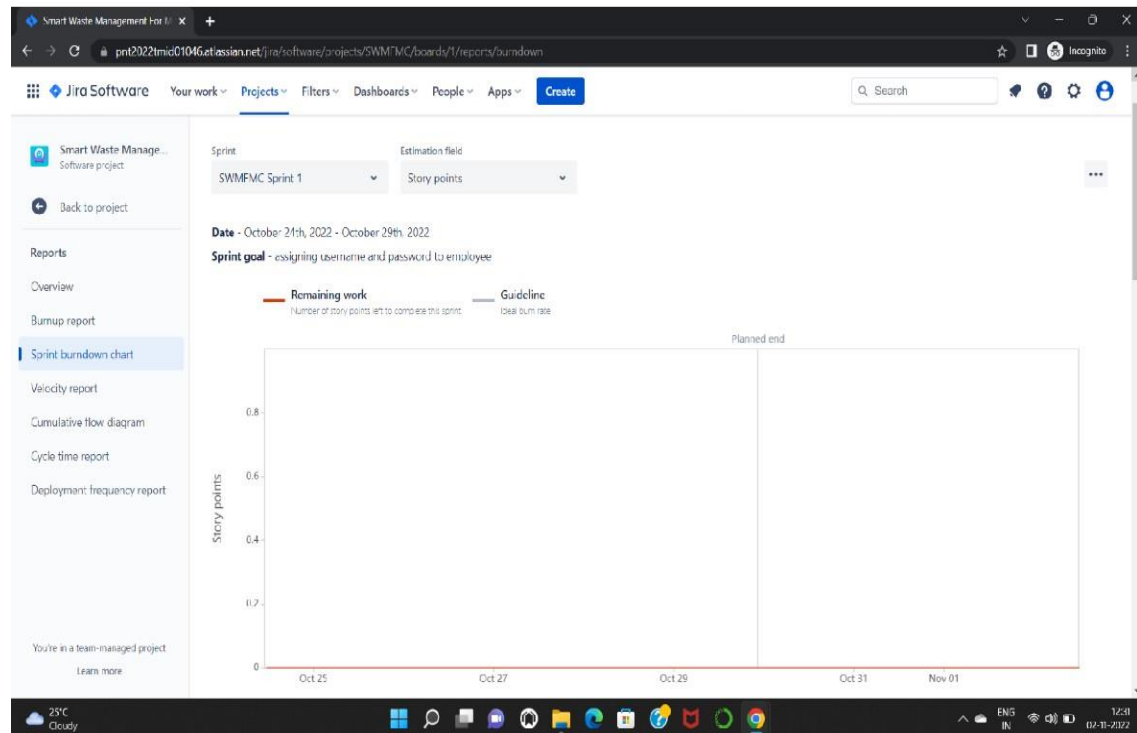 Smart Waste Management For M
pnt2022tmid01046.atlassian.net/jira/software/projects/SWMFMC/boards/1/reports/burndown
Incognito
Jira Software Your work Projects Filters Dashboards People Apps Create Search
Smart Waste Manage...
Software project
Back to project
Reports
Overview
Burnup report
Sprint burndown chart
Velocity report
Cumulative flow diagram
Cycle time report
Deployment frequency report
You're in a team-managed project
Learn more
Sprint Estimation field
SWMFMC Sprint 1 Story points
Date - October 24th, 2022 - October 29th, 2022
Sprint goal - assigning username and password to employee
Remaining work Guideline
Number of story points left to complete this sprint Ideal burn rate
Planned end
Story points
0.8
0.6
0.4
0.2
0
Oct 25 Oct 27 Oct 29 Oct 31 Nov 01
25°C
Cloudy
ENG
IN
12:31
02-11-2022